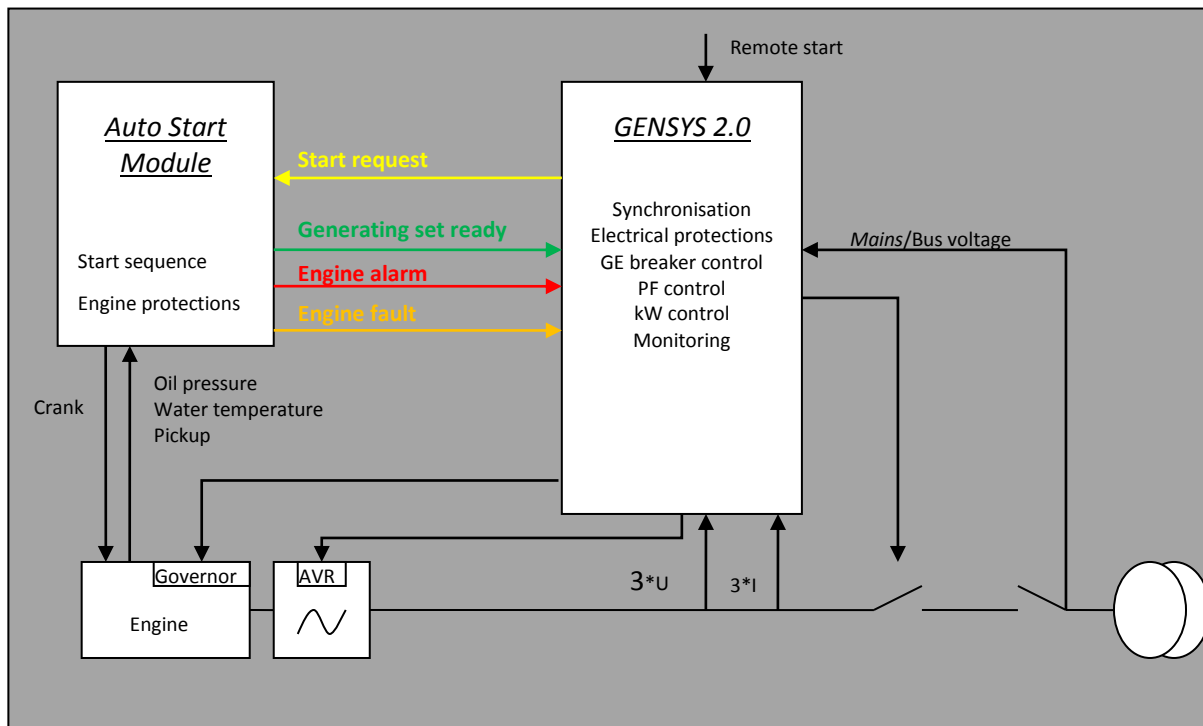 Remote start
Auto Start
Module
GENSYS 2.0
Start request
Generating set ready
Engine alarm
Engine fault
Start sequence
Engine protections
Synchronisation
Electrical protections
GE breaker control
PF control
kW control
Monitoring
Mains/Bus voltage
Crank
Oil pressure
Water temperature
Pickup
Governor
Engine
AVR
3*U
3*I